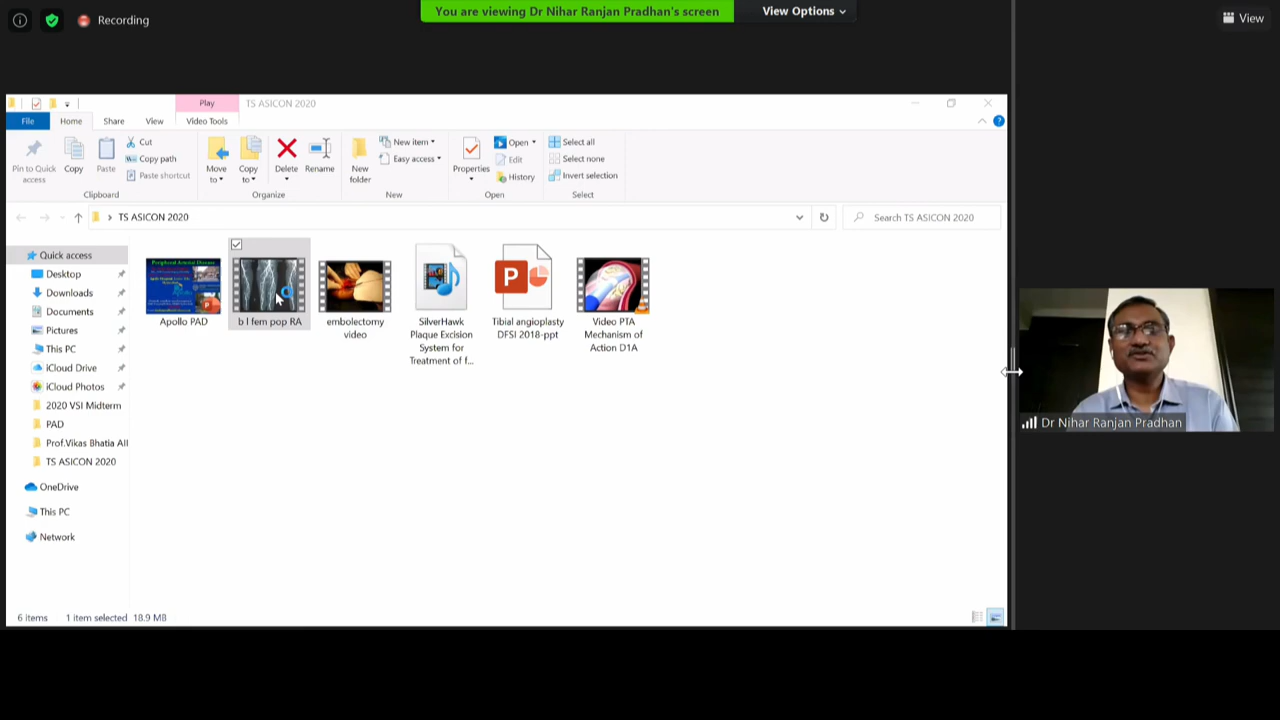 Recording
You are viewing Dr Nihar Ranjan Pradhan's screen
View Options
View
Play
TS ASICON 2020
File
Home
Share
View
Video Tools
Pin to Quick access
Copy
Paste
Cut
Copy path
Paste shortcut
Clipboard
Move to
Copy to
Delete
Rename
Organize
New folder
New item
Easy access
New
Properties
Open
Edit
History
Open
Select all
Select none
Invert selection
Select
TS ASICON 2020
Search TS ASICON 2020
Quick access
Desktop
Downloads
Documents
Pictures
This PC
iCloud Drive
iCloud Photos
2020 VSI Midterm
PAD
Prof.Vikas Bhatia AII
TS ASICON 2020
OneDrive
This PC
Network
Peripheral Arterial Disease
Apollo PAD
b l fem pop RA
embolectomy
video
SilverHawk
Plaque Excision
System for
Treatment of f...
P
Tibial angioplasty
DFSI 2018-ppt
Video PTA
Mechanism of
Action D1A
Dr Nihar Ranjan Pradhan
6 items
1 item selected 18.9 MB